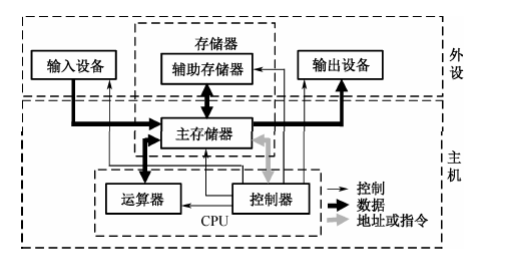 存储器
输入设备
辅助存储器
输出设备
外设
主存储器
主机
运算器
控制器
CPU
控制
数据
地址或指令